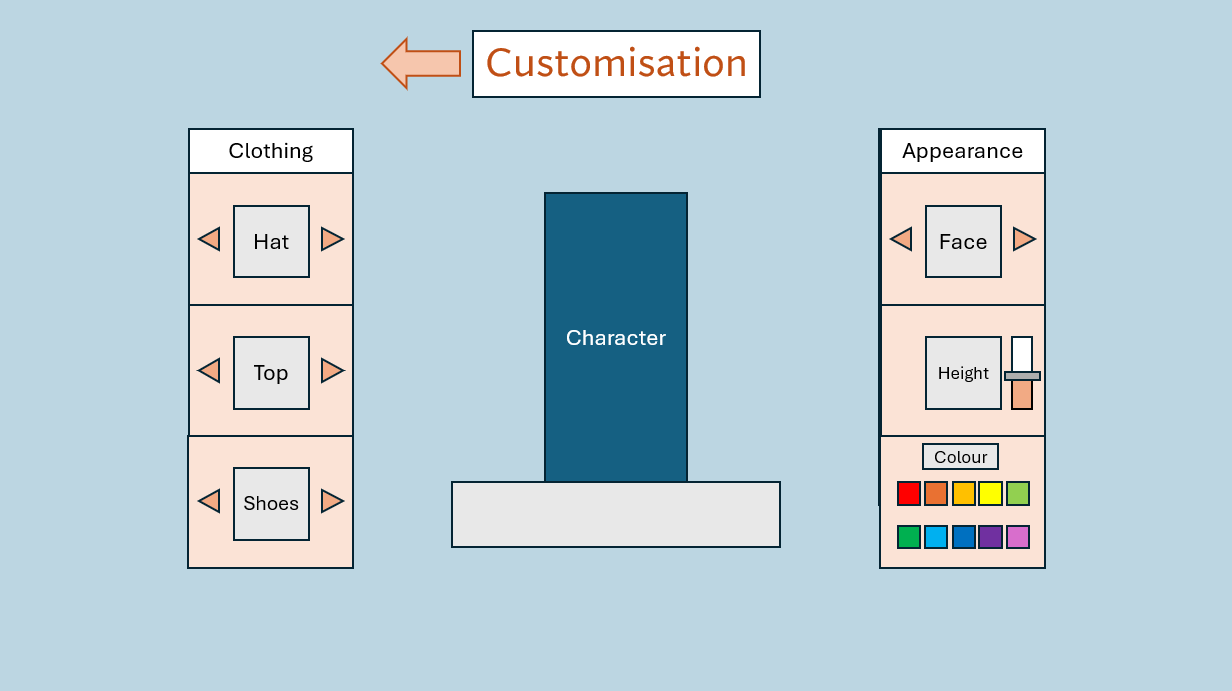 Customisation
Clothing
Hat
Top
Shoes
Character
Appearance
Face
Height
Colour